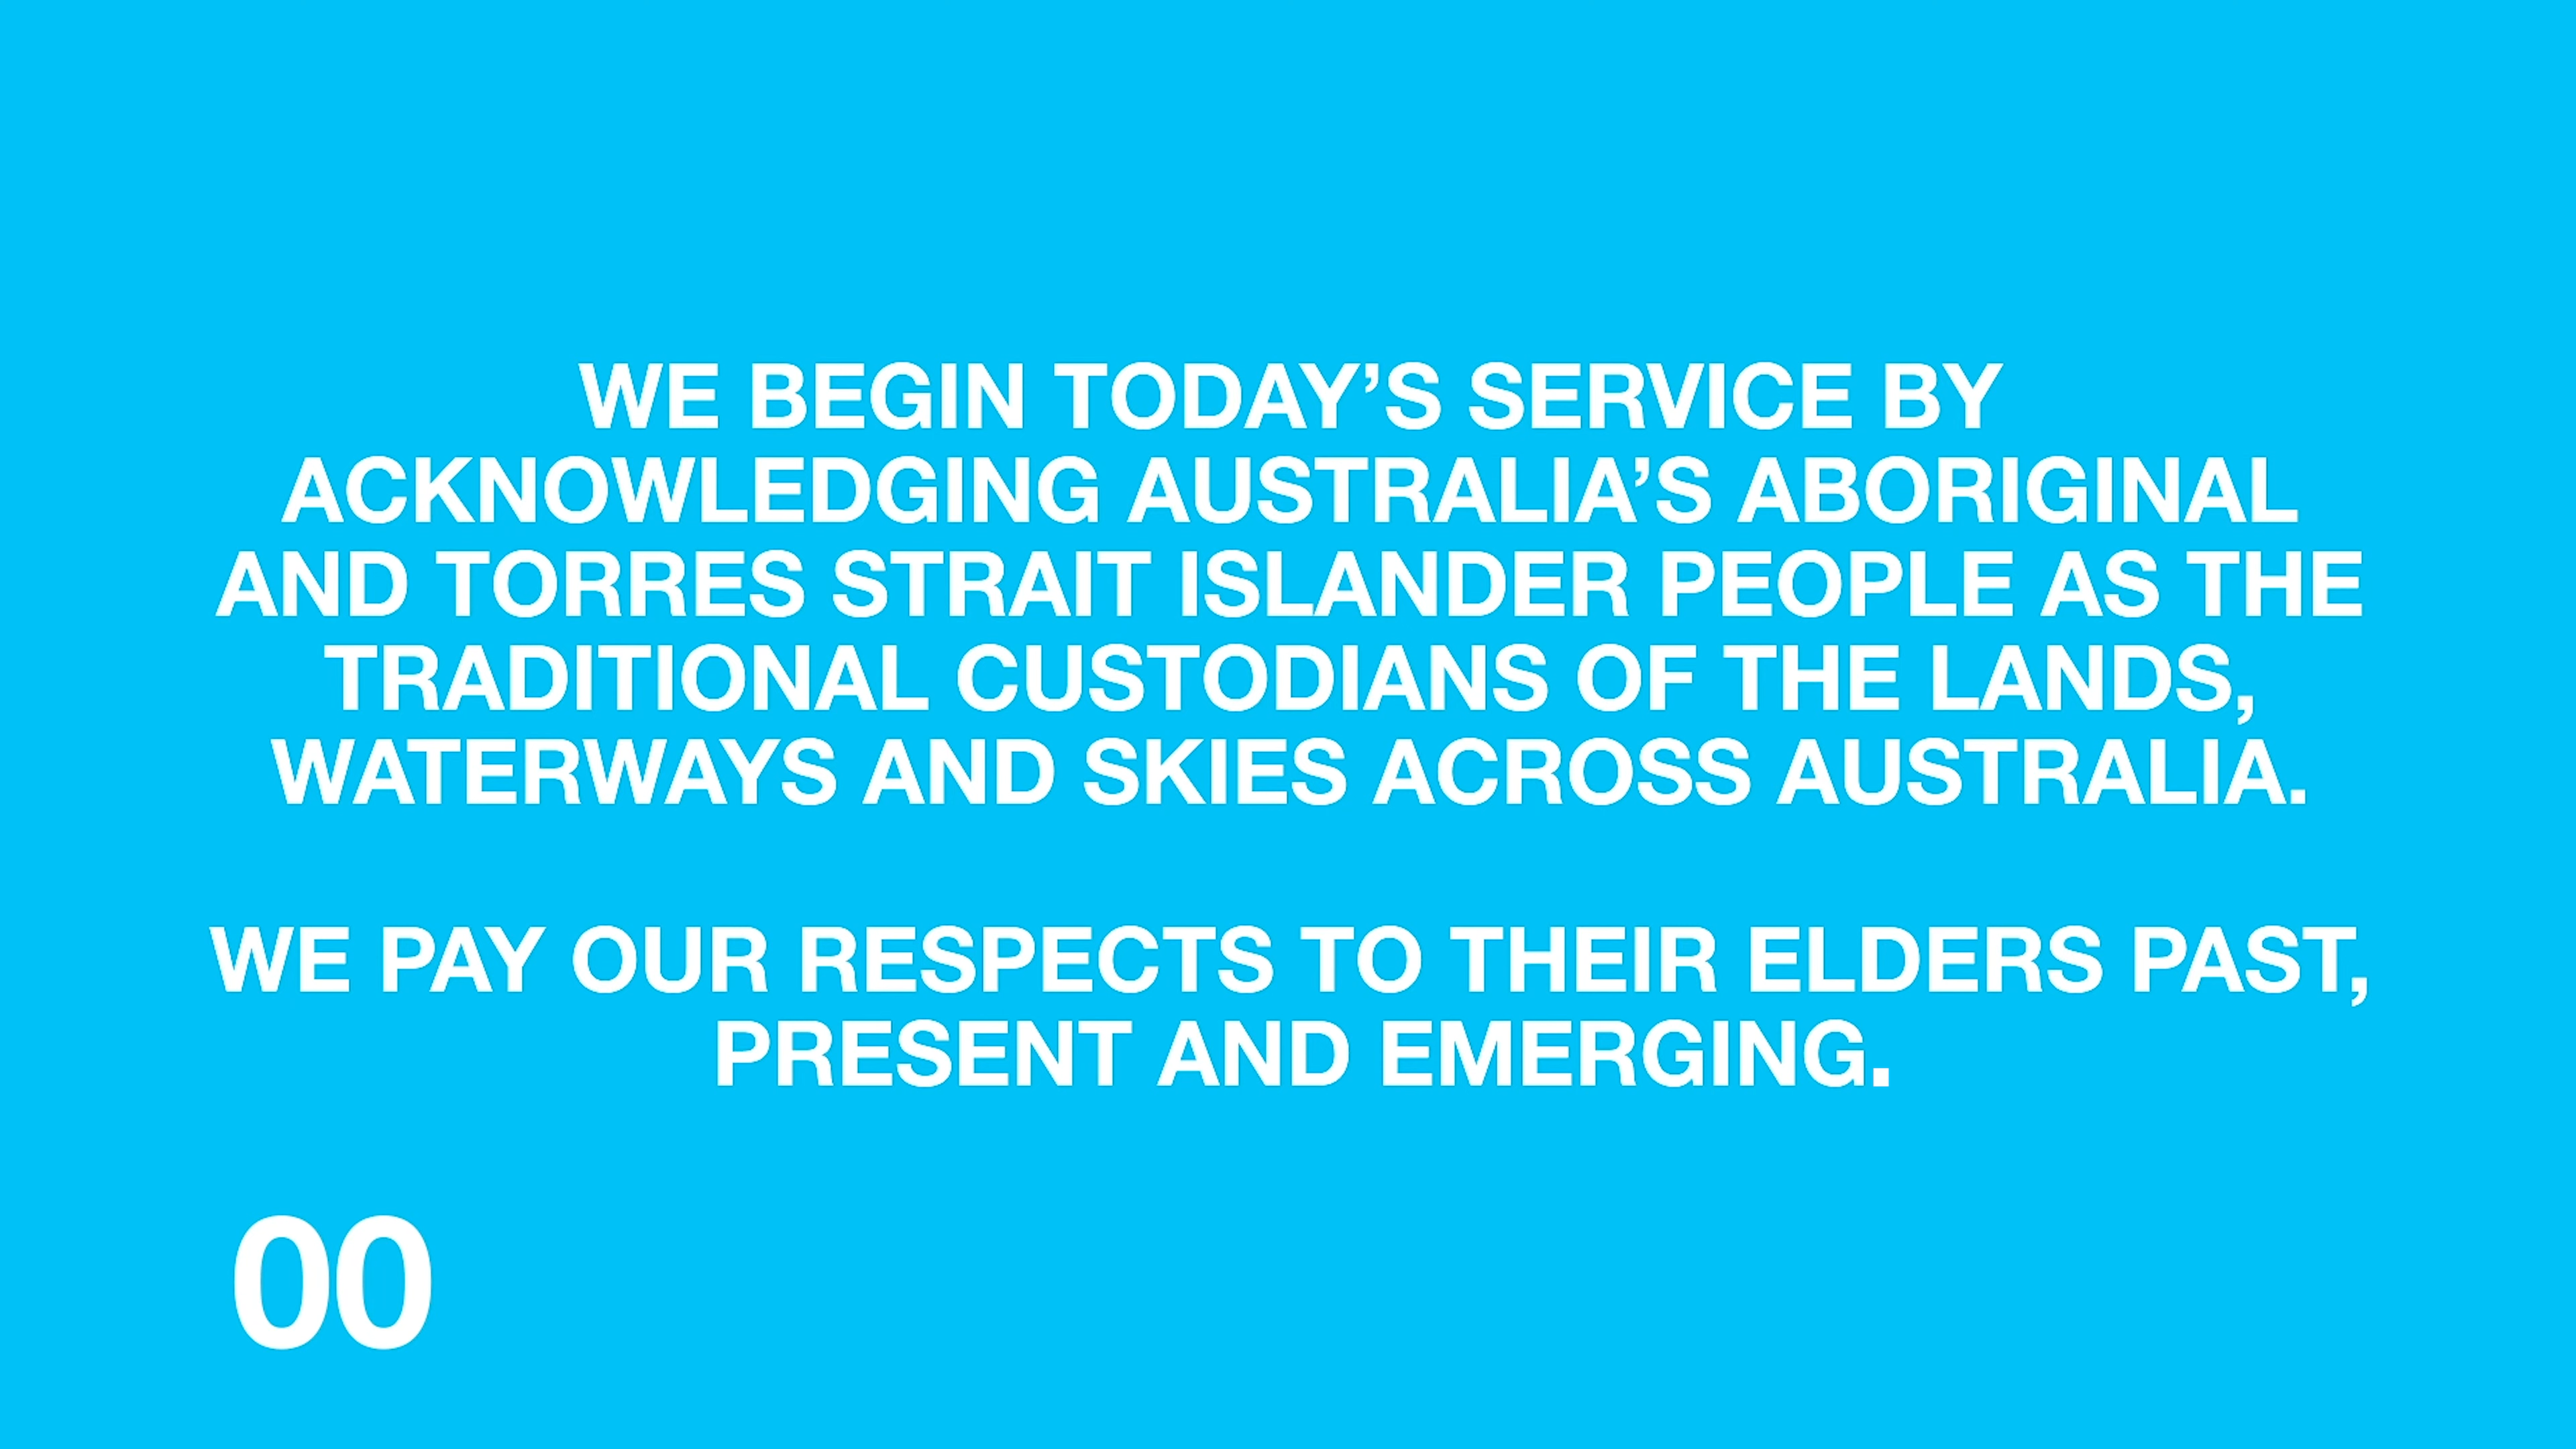 WE BEGIN TODAY’S SERVICE BY
ACKNOWLEDGING AUSTRALIA’S ABORIGINAL
AND TORRES STRAIT ISLANDER PEOPLE AS THE
TRADITIONAL CUSTODIANS OF THE LANDS,
WATERWAYS AND SKIES ACROSS AUSTRALIA.
WE PAY OUR RESPECTS TO THEIR ELDERS PAST,
PRESENT AND EMERGING.
00